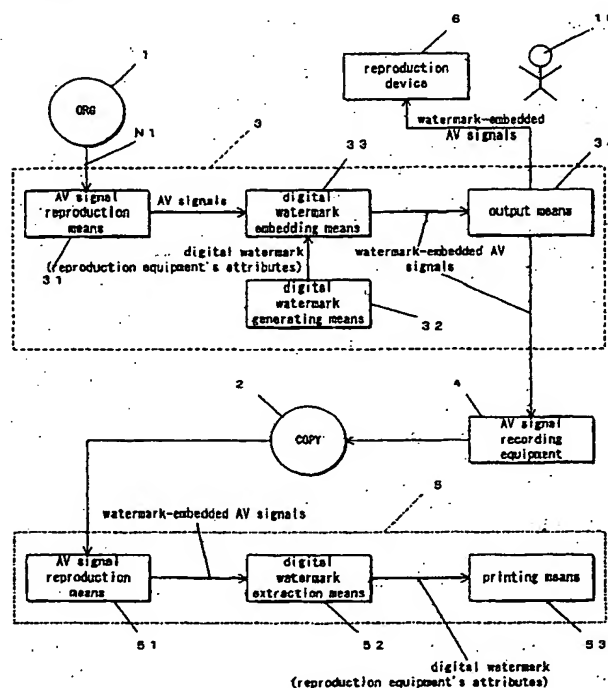 1
ORG
N1
6
reproduction
device
watermark-embedded
AV signals
3
33
34
AV signal
reproduction
means
AV signals
digital
watermark
embedding means
output means
digital watermark
(reproduction equipment's attributes)
watermark-embedded AV
signals
31
digital
watermark
generating means
32
2
COPY
4
AV signal
recording
equipment
watermark-embedded AV signals
5
AV signal
reproduction
means
digital
watermark
extraction means
printing means
51
52
53
digital watermark
(reproduction equipment's attributes)